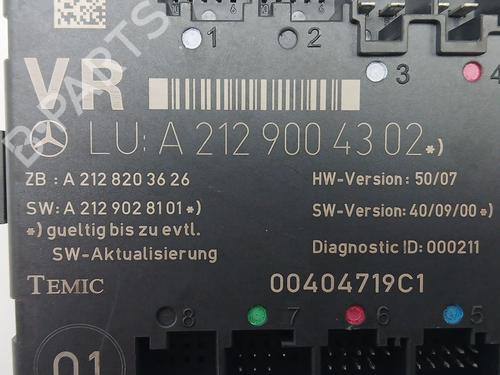 1
2
3
4
VR
B-PARTS
LU: A 212 900 43 02 *)
ZB : A 212 820 36 26
HW-Version: 50/07
SW: A 212 902 81 01 *)
SW-Version: 40/09/00 *)
*) gueltig bis zu evtl.
SW-Aktualisierung
Diagnostic ID: 000211
TEMIC
00404719C1
8
7
6
5
01